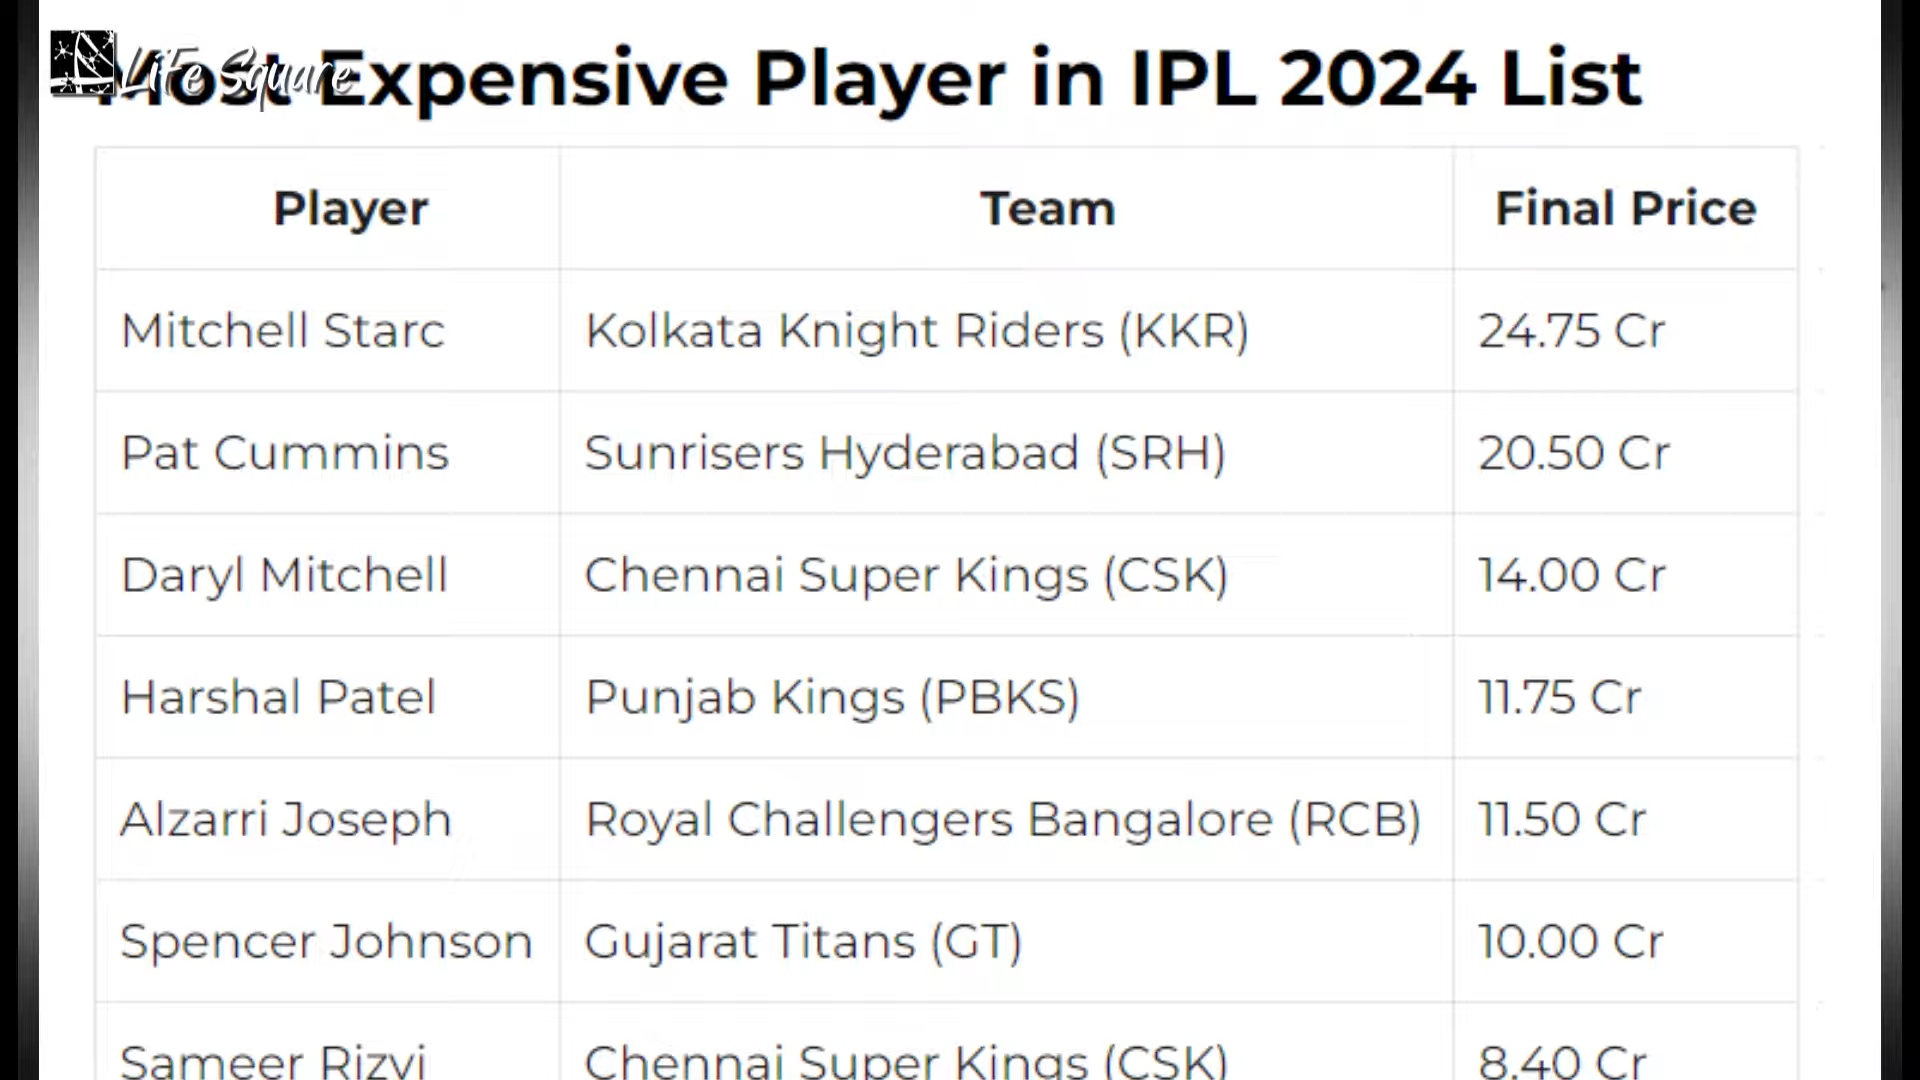 LiFe Square
Most Expensive Player in IPL 2024 List
Player Team Final Price
Mitchell Starc Kolkata Knight Riders (KKR) 24.75 Cr
Pat Cummins Sunrisers Hyderabad (SRH) 20.50 Cr
Daryl Mitchell Chennai Super Kings (CSK) 14.00 Cr
Harshal Patel Punjab Kings (PBKS) 11.75 Cr
Alzarri Joseph Royal Challengers Bangalore (RCB) 11.50 Cr
Spencer Johnson Gujarat Titans (GT) 10.00 Cr
Sameer Rizvi Chennai Super Kings (CSK) 8.40 Cr